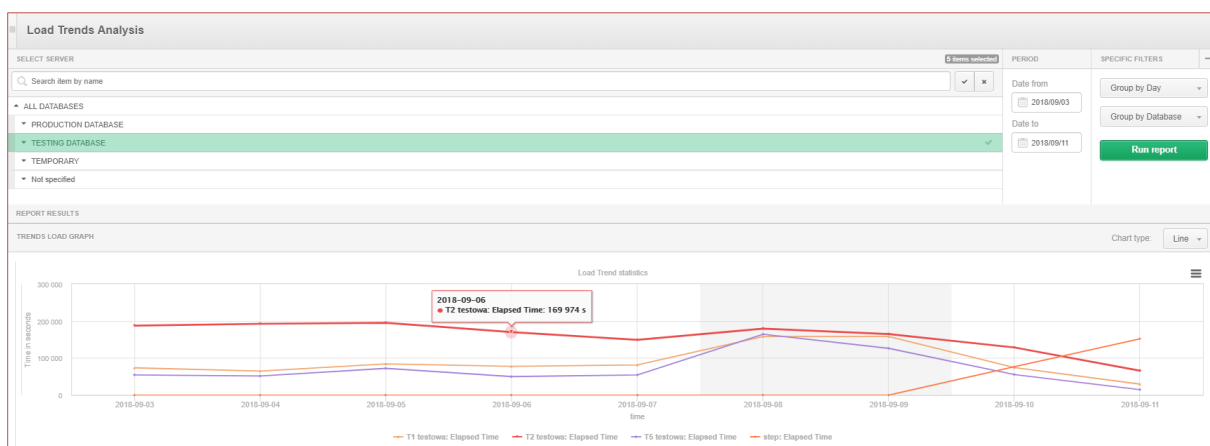 Load Trends Analysis
SELECT SERVER
5 items selected
PERIOD
SPECIFIC FILTERS
Search item by name
Date from
2018/09/03
Date to
2018/09/11
Group by Day
Group by Database
Run report
ALL DATABASES
PRODUCTION DATABASE
TESTING DATABASE
TEMPORARY
Not specified
REPORT RESULTS
TRENDS LOAD GRAPH
Chart type:
Line
Load Trend statistics
Time in seconds
300 000
200 000
100 000
0
2018-09-06
T2 testowa: Elapsed Time: 169 974 s
2018-09-03
2018-09-04
2018-09-05
2018-09-06
2018-09-07
2018-09-08
2018-09-09
2018-09-10
2018-09-11
time
T1 testowa: Elapsed Time
T2 testowa: Elapsed Time
T5 testowa: Elapsed Time
step: Elapsed Time